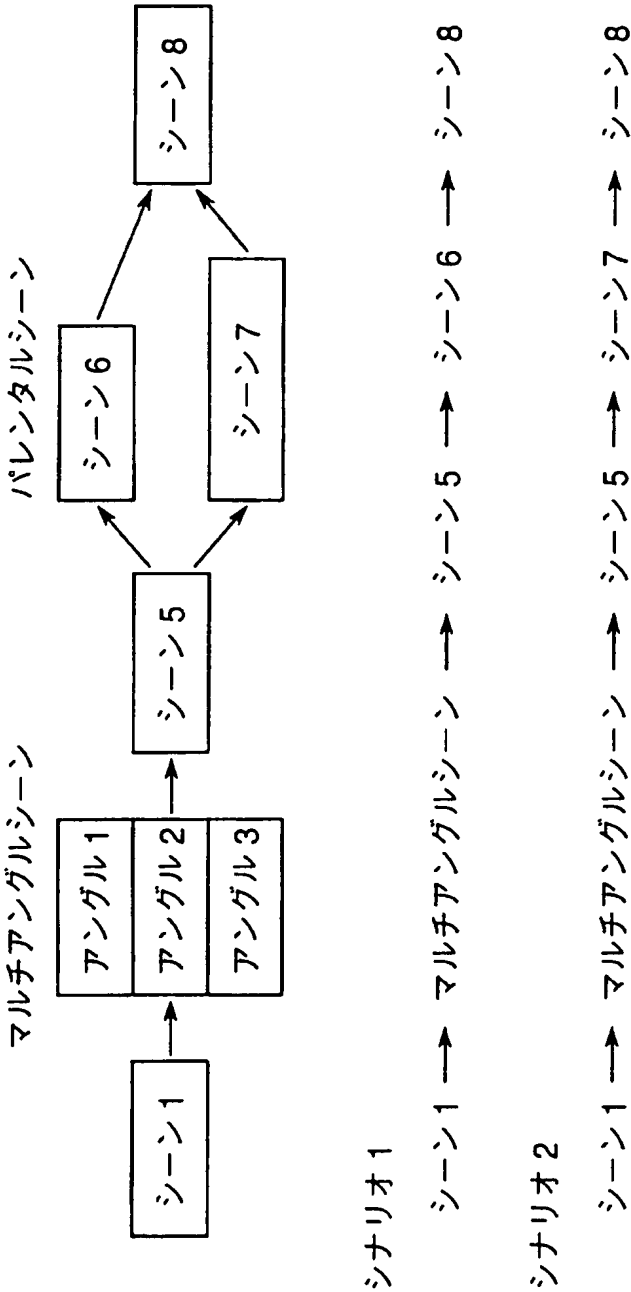 マルチアングルシーン
パレンタルシーン
シーン1
アングル1
アングル2
アングル3
シーン5
シーン6
シーン7
シーン8
シナリオ1
シーン1 → マルチアングルシーン → シーン5 → シーン6 → シーン8
シナリオ2
シーン1 → マルチアングルシーン → シーン5 → シーン7 → シーン8